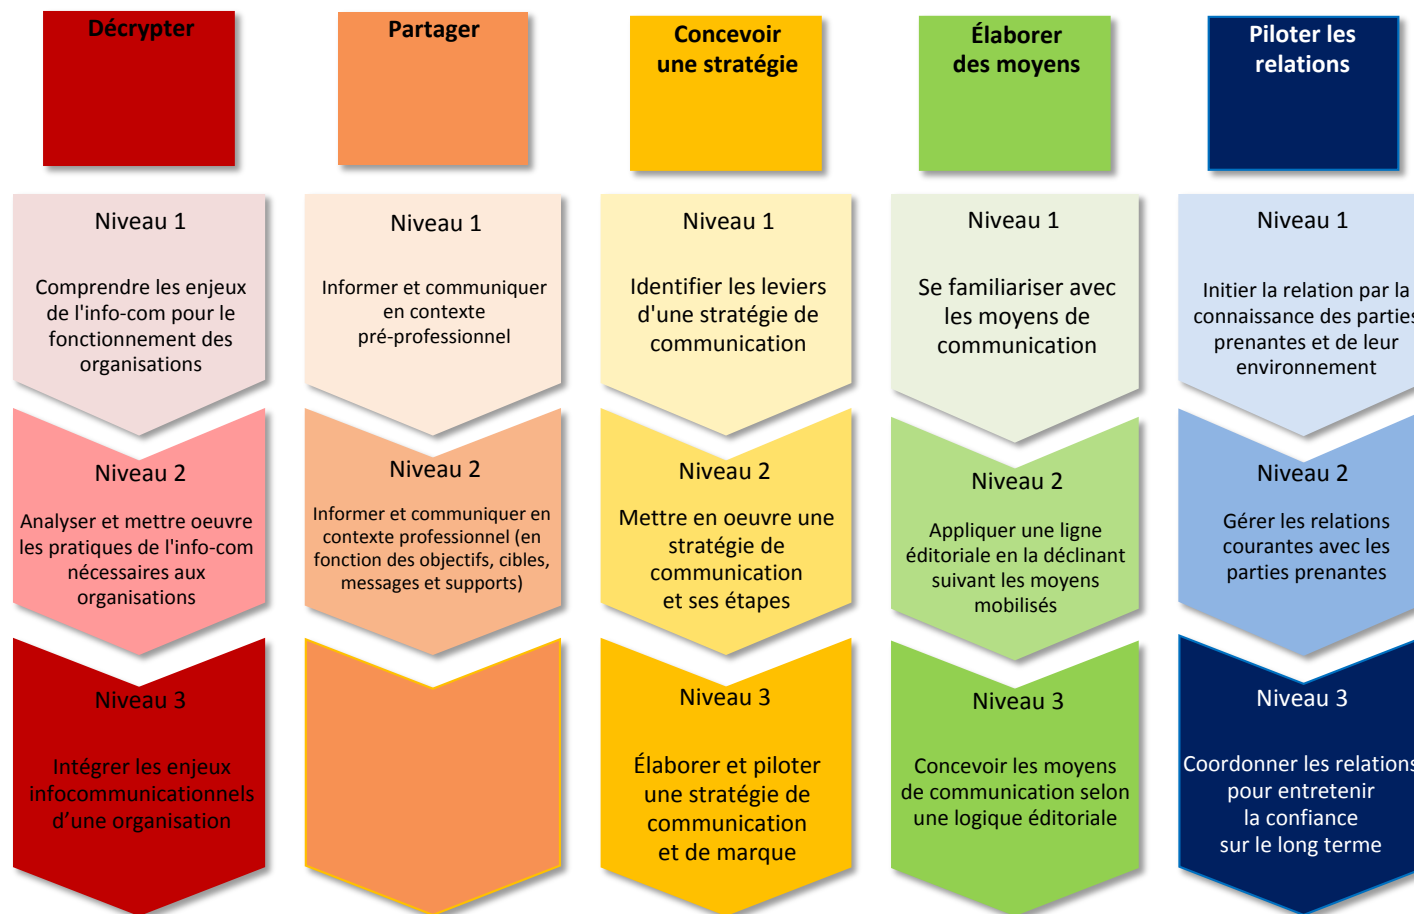 Décrypter
Partager
Concevoir
une stratégie
Élaborer
des moyens
Piloter les
relations
Niveau 1
Comprendre les enjeux
de l'info-com pour le
fonctionnement des
organisations
Niveau 1
Informer et communiquer
en contexte
pré-professionnel
Niveau 1
Identifier les leviers
d'une stratégie de
communication
Niveau 1
Se familiariser avec
les moyens de
communication
Niveau 1
Initier la relation par la
connaissance des parties
prenantes et de leur
environnement
Niveau 2
Analyser et mettre oeuvre
les pratiques de l'info-com
nécessaires aux
organisations
Niveau 2
Informer et communiquer en
contexte professionnel (en
fonction des objectifs, cibles,
messages et supports)
Niveau 2
Mettre en oeuvre une
stratégie de
communication
et ses étapes
Niveau 2
Appliquer une ligne
éditoriale en la déclinant
suivant les moyens
mobilisés
Niveau 2
Gérer les relations
courantes avec les
parties prenantes
Niveau 3
Intégrer les enjeux
infocommunicationnels
d’une organisation
Niveau 3
Élaborer et piloter
une stratégie de
communication
et de marque
Niveau 3
Concevoir les moyens
de communication selon
une logique éditoriale
Niveau 3
Coordonner les relations
pour entretenir
la confiance
sur le long terme